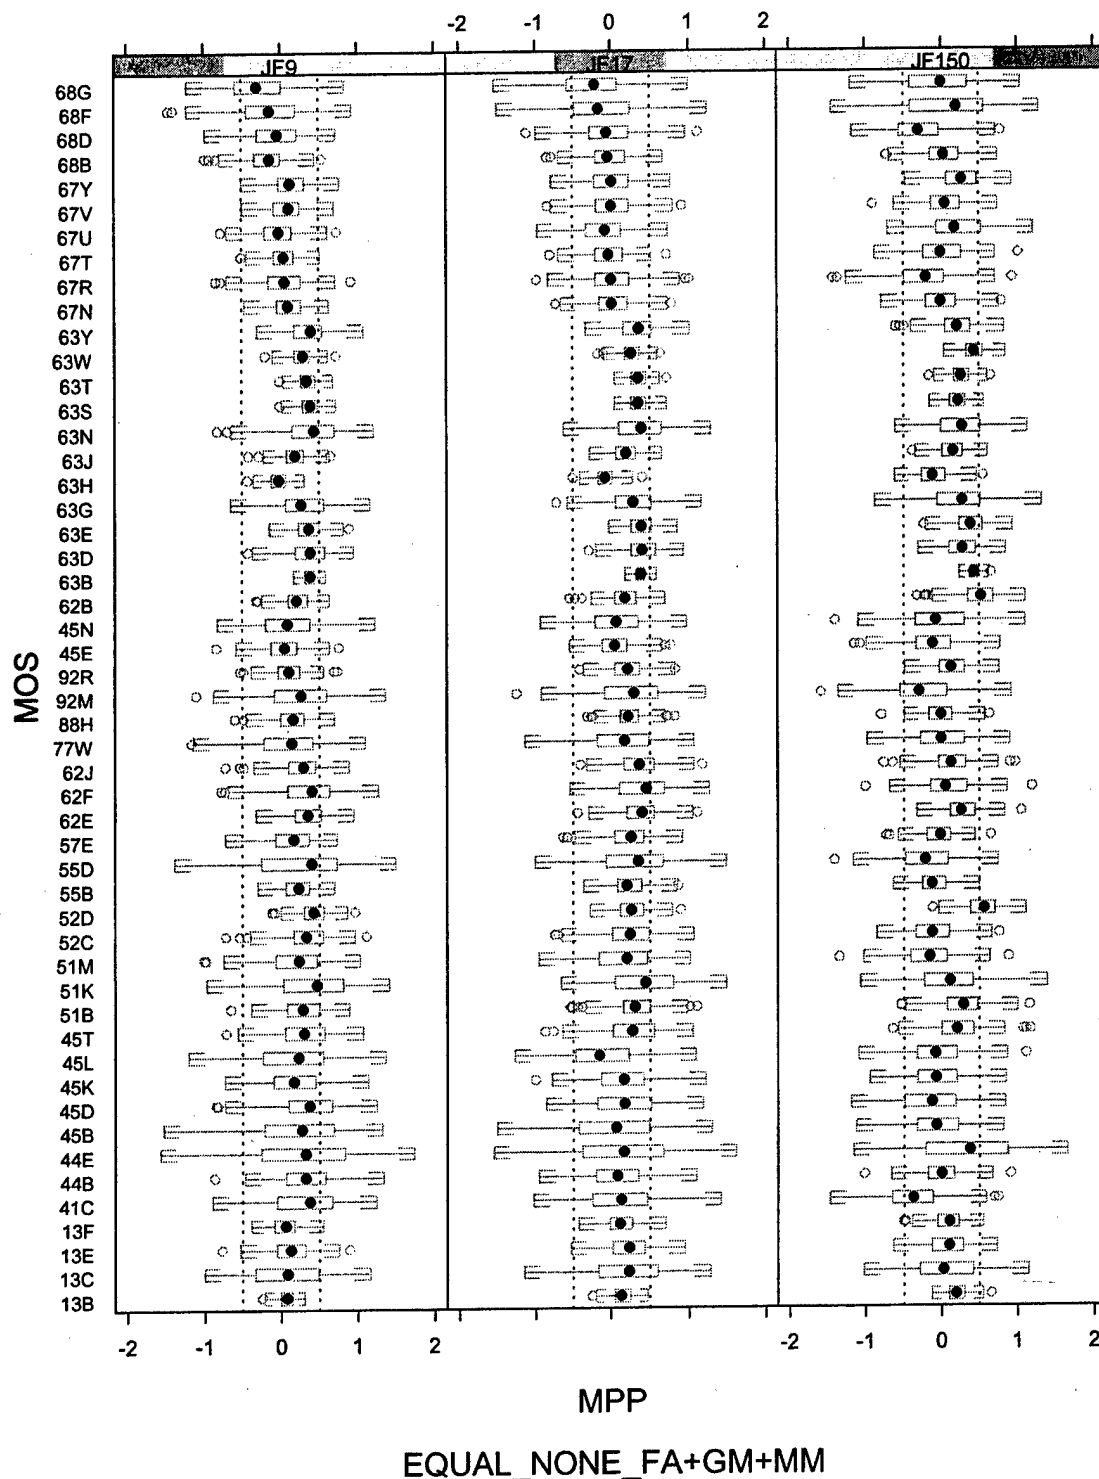 -2 -1 0 1 2
JF9 JF17 JF150
68G
68F
68D
68B
67Y
67V
67U
67T
67R
67N
63Y
63W
63T
63S
63N
63J
63H
63G
63E
63D
63B
62B
45N
45E
92R
92M
88H
77W
62J
62F
62E
57E
55D
55B
52D
52C
51M
51K
51B
45T
45L
45K
45D
45B
44E
44B
41C
13F
13E
13C
13B
MOS
-2 -1 0 1 2 -2 -1 0 1 2
MPP
EQUAL_NONE_FA+GM+MM